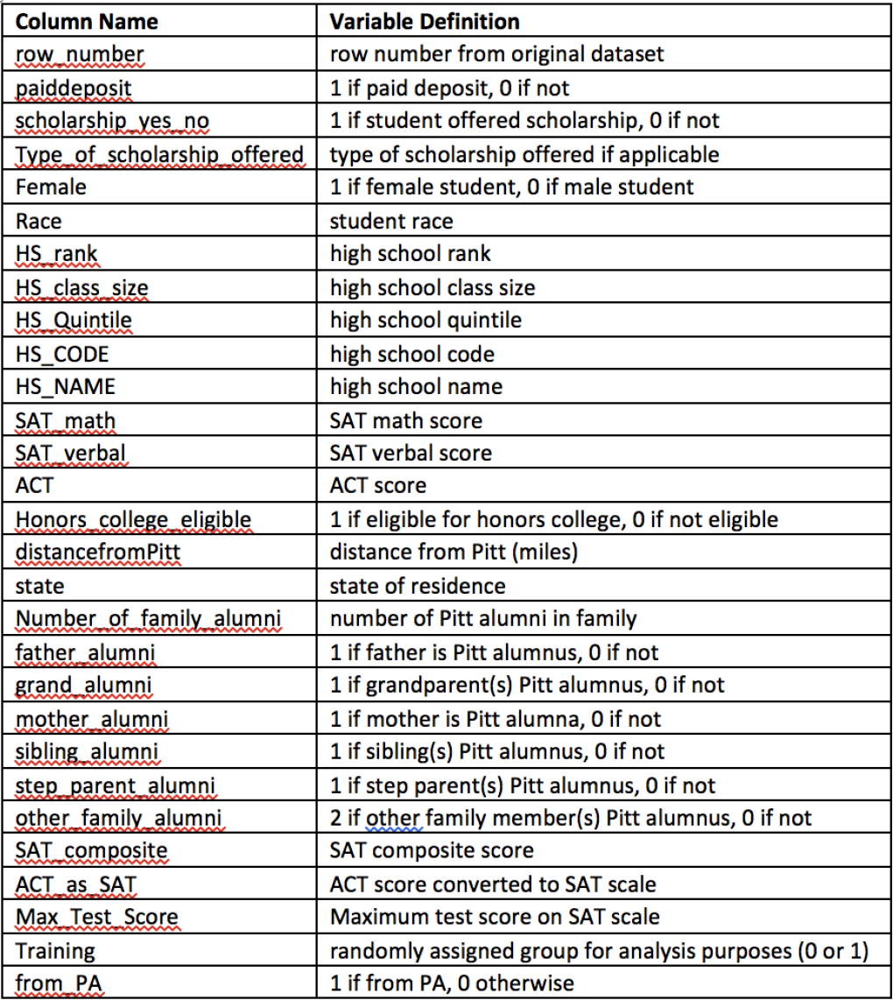 Column Name Variable Definition
row_number row number from original dataset
paiddeposit 1 if paid deposit, 0 if not
scholarship_yes_no 1 if student offered scholarship, 0 if not
Type_of_scholarship_offered type of scholarship offered if applicable
Female 1 if female student, 0 if male student
Race student race
HS_rank high school rank
HS_class_size high school class size
HS_Quintile high school quintile
HS_CODE high school code
HS_NAME high school name
SAT_math SAT math score
SAT_verbal SAT verbal score
ACT ACT score
Honors_college_eligible 1 if eligible for honors college, 0 if not eligible
distancefromPitt distance from Pitt (miles)
state state of residence
Number_of_family_alumni number of Pitt alumni in family
father_alumni 1 if father is Pitt alumnus, 0 if not
grand_alumni 1 if grandparent(s) Pitt alumnus, 0 if not
mother_alumni 1 if mother is Pitt alumna, 0 if not
sibling_alumni 1 if sibling(s) Pitt alumnus, 0 if not
step_parent_alumni 1 if step parent(s) Pitt alumnus, 0 if not
other_family_alumni 2 if other family member(s) Pitt alumnus, 0 if not
SAT_composite SAT composite score
ACT_as_SAT ACT score converted to SAT scale
Max_Test_Score Maximum test score on SAT scale
Training randomly assigned group for analysis purposes (0 or 1)
from_PA 1 if from PA, 0 otherwise